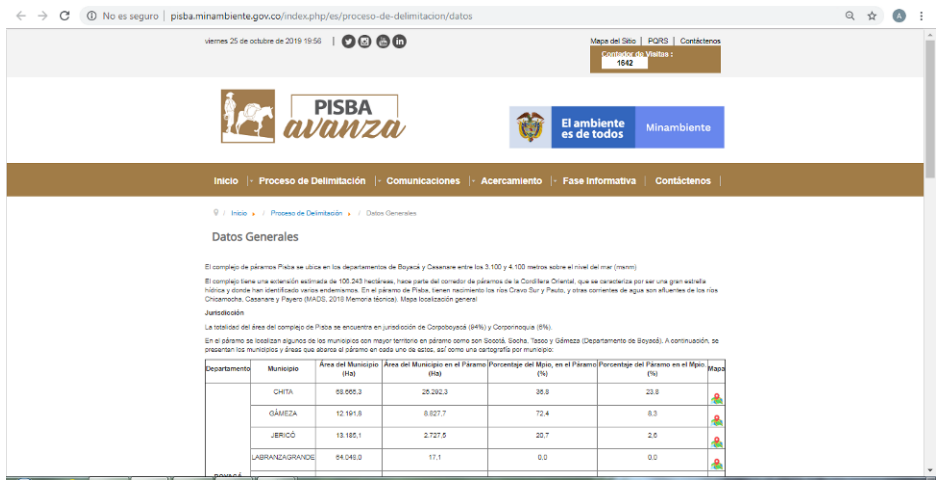 No es seguro | pisba.minambiente.gov.co/index.php/es/proceso-de-delimitacion/datos
viernes 25 de octubre de 2019 19:56
Mapa del Sitio | PQRS | Contáctenos
Contador de Visitas :
1642
PISBA
avanza
El ambiente
es de todos
Minambiente
Inicio | Proceso de Delimitación | Comunicaciones | Acercamiento | Fase Informativa | Contáctenos |
/ Inicio / Proceso de Delimitación / Datos Generales
Datos Generales
El complejo de páramos Pisba se ubica en los departamentos de Boyacá y Casanare entre los 3.100 y 4.100 metros sobre el nivel del mar (msnm)
El complejo tiene una extensión estimada de 106.243 hectáreas, hace parte del corredor de páramos de la Cordillera Oriental, que se caracteriza por ser una gran estrella
hídrica y donde han identificado varios endemismos. En el páramo de Pisba, tienen nacimiento los ríos Cravo Sur y Pauto, y otras corrientes de agua son afluentes de los ríos
Chicamocha, Casanare y Payero (MADS, 2018 Memoria técnica). Mapa localización general
Jurisdicción
La totalidad del área del complejo de Pisba se encuentra en jurisdicción de Corpoboyacá (94%) y Corporinoquia (6%).
En el páramo se localizan algunos de los municipios con mayor territorio en páramo como son Socotá, Socha, Tasco y Gámeza (Departamento de Boyacá). A continuación, se
presentan los municipios y áreas que abarca el páramo en cada uno de estos, así como una cartografía por municipio:
Departamento Municipio Área del Municipio (Ha) Área del Municipio en el Páramo (Ha) Porcentaje del Mpio, en el Páramo (%) Porcentaje del Páramo en el Mpio (%) Mapa
CHITA 68.666,3 25.292,3 36,8 23,8
GÁMEZA 12.191,8 8.827,7 72,4 8,3
JERICÓ 13.185,1 2.727,5 20,7 2,6
LABRANZAGRANDE 64.048,0 17,1 0,0 0,0
BOYACÁ